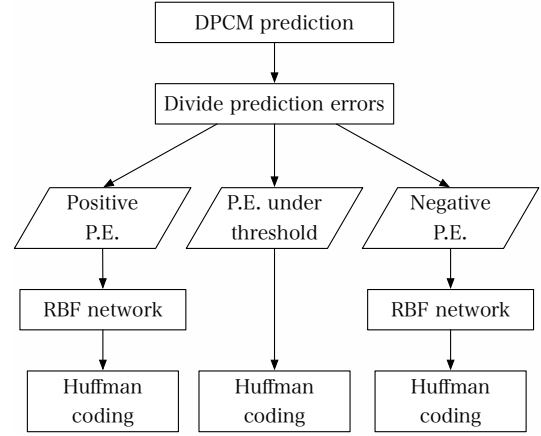 DPCM prediction
Divide prediction errors
Positive
P.E.
P.E. under
threshold
Negative
P.E.
RBF network
RBF network
Huffman
coding
Huffman
coding
Huffman
coding